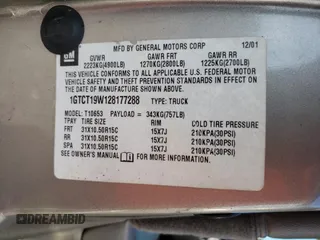 MFD BY GENERAL MOTORS CORP 12/01
GM
GVWR GAWR FRT GAWR RR
2223KG(4900LB) 1270KG(2800LB) 1225KG(2700LB)
THIS VEHICLE CONFORMS TO ALL APPLICABLE U.S. FEDERAL MOTOR
VEHICLE SAFETY AND THEFT PREVENTION STANDARDS IN EFFECT ON
THE DATE OF MANUFACTURE SHOWN ABOVE.
1GTCT19W128177288 TYPE: TRUCK
MODEL: T10653 PAYLOAD = 343KG(757LB)
TPA TIRE SIZE RIM COLD TIRE PRESSURE
FRT 31X10.50R15C 15X7J 210KPA(30PSI)
RR 31X10.50R15C 15X7J 210KPA(30PSI)
SPA 31X10.50R15C 15X7J 210KPA(30PSI)
SEE OWNER'S MANUAL FOR MORE INFORMATION
DREAMBID